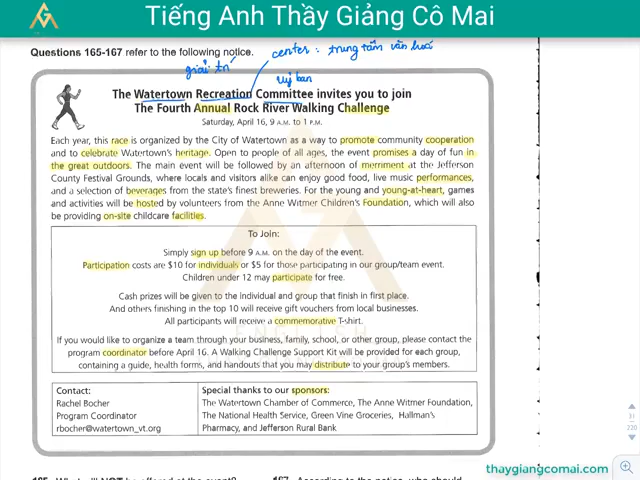 Tiếng Anh Thầy Giảng Cô Mai
Questions 165-167 refer to the following notice.
center : trung tâm văn hoá
giải trí
uỷ ban
The Watertown Recreation Committee invites you to join
The Fourth Annual Rock River Walking Challenge
Saturday, April 16, 9 A.M. to 1 P.M.
Each year, this race is organized by the City of Watertown as a way to promote community cooperation
and to celebrate Watertown's heritage. Open to people of all ages, the event promises a day of fun in
the great outdoors. The main event will be followed by an afternoon of merriment at the Jefferson
County Festival Grounds, where locals and visitors alike can enjoy good food, live music performances,
and a selection of beverages from the state's finest breweries. For the young and young-at-heart, games
and activities will be hosted by volunteers from the Anne Witmer Children's Foundation, which will also
be providing on-site childcare facilities.
To Join:
Simply sign up before 9 A.M. on the day of the event.
Participation costs are $10 for individuals or $5 for those participating in our group/team event.
Children under 12 may participate for free.
Cash prizes will be given to the individual and group that finish in first place.
And others finishing in the top 10 will receive gift vouchers from local businesses.
All participants will receive a commemorative T-shirt.
If you would like to organize a team through your business, family, school, or other group, please contact the
program coordinator before April 16. A Walking Challenge Support Kit will be provided for each group,
containing a guide, health forms, and handouts that you may distribute to your group's members.
Contact:
Rachel Bocher
Program Coordinator
rbocher@watertown_vt.org
Special thanks to our sponsors:
The Watertown Chamber of Commerce, The Anne Witmer Foundation,
The National Health Service, Green Vine Groceries, Hallman's
Pharmacy, and Jefferson Rural Bank
31
220
thaygiangcomai.com